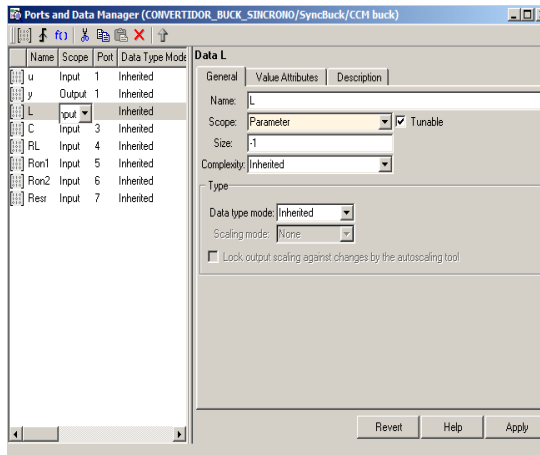 Ports and Data Manager (CONVERTIDOR_BUCK_SINCRONO/SyncBuck/CCM buck)
Name Scope Port Data Type Mode
u Input 1 Inherited
y Output 1 Inherited
L nput Inherited
C Input 3 Inherited
RL Input 4 Inherited
Ron1 Input 5 Inherited
Ron2 Input 6 Inherited
Resr Input 7 Inherited
Data L
General Value Attributes Description
Name: L
Scope: Parameter Tunable
Size: -1
Complexity: Inherited
Type
Data type mode: Inherited
Scaling mode: None
Lock output scaling against changes by the autoscaling tool
Revert Help Apply